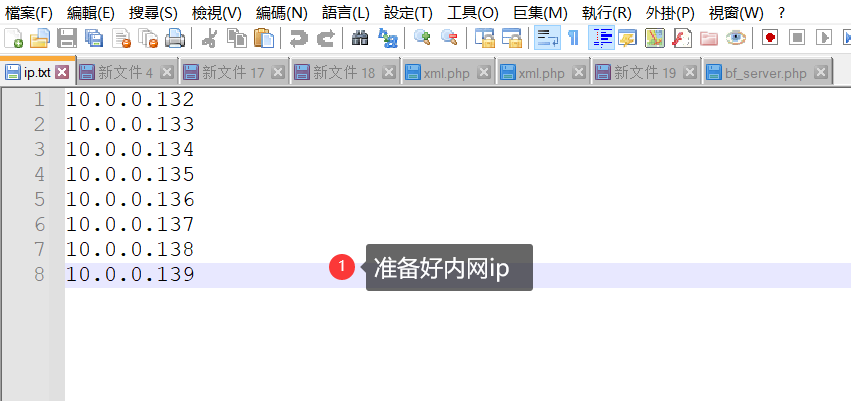 檔案(F) 編輯(E) 搜尋(S) 檢視(V) 編碼(N) 語言(L) 設定(T) 工具(O) 巨集(M) 執行(R) 外掛(P) 視窗(W) ?
ip.txt 新文件 4 新文件 17 新文件 18 xml.php xml.php 新文件 19 bf_server.php
1 10.0.0.132
2 10.0.0.133
3 10.0.0.134
4 10.0.0.135
5 10.0.0.136
6 10.0.0.137
7 10.0.0.138
8 10.0.0.139
1 准备好内网ip